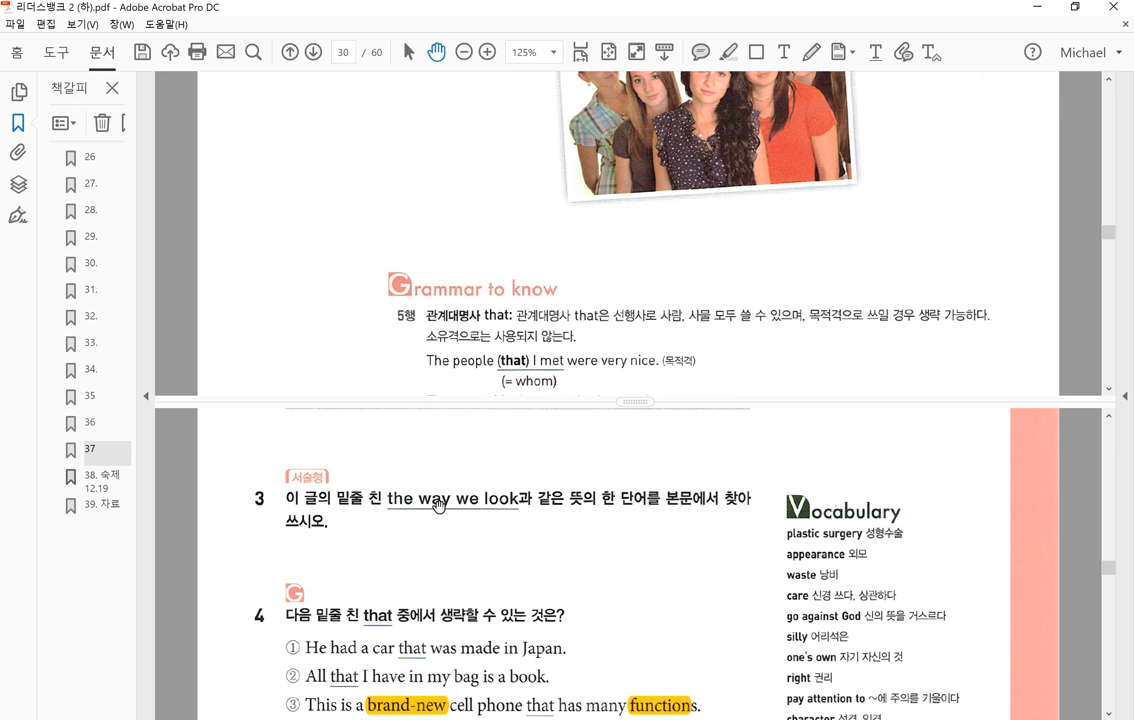 리더스뱅크 2 (하).pdf - Adobe Acrobat Pro DC
파일 편집 보기(V) 창(W) 도움말(H)
홈 도구 문서 30 / 60 125% Michael
책갈피
26
27.
28.
29.
30.
31.
32.
33.
34.
35
36
37
38. 숙제
12.19
39. 자료
Grammar to know
5행 관계대명사 that: 관계대명사 that은 선행사로 사람, 사물 모두 쓸 수 있으며, 목적격으로 쓰일 경우 생략 가능하다.
소유격으로는 사용되지 않는다.
The people (that) I met were very nice. (목적격)
(= whom)
서술형
3 이 글의 밑줄 친 the way we look과 같은 뜻의 한 단어를 본문에서 찾아
쓰시오.
G
4 다음 밑줄 친 that 중에서 생략할 수 있는 것은?
① He had a car that was made in Japan.
② All that I have in my bag is a book.
③ This is a brand-new cell phone that has many functions.
Vocabulary
plastic surgery 성형수술
appearance 외모
waste 낭비
care 신경 쓰다, 상관하다
go against God 신의 뜻을 거스르다
silly 어리석은
one's own 자기 자신의 것
right 권리
pay attention to ~에 주의를 기울이다
character 성격, 인격